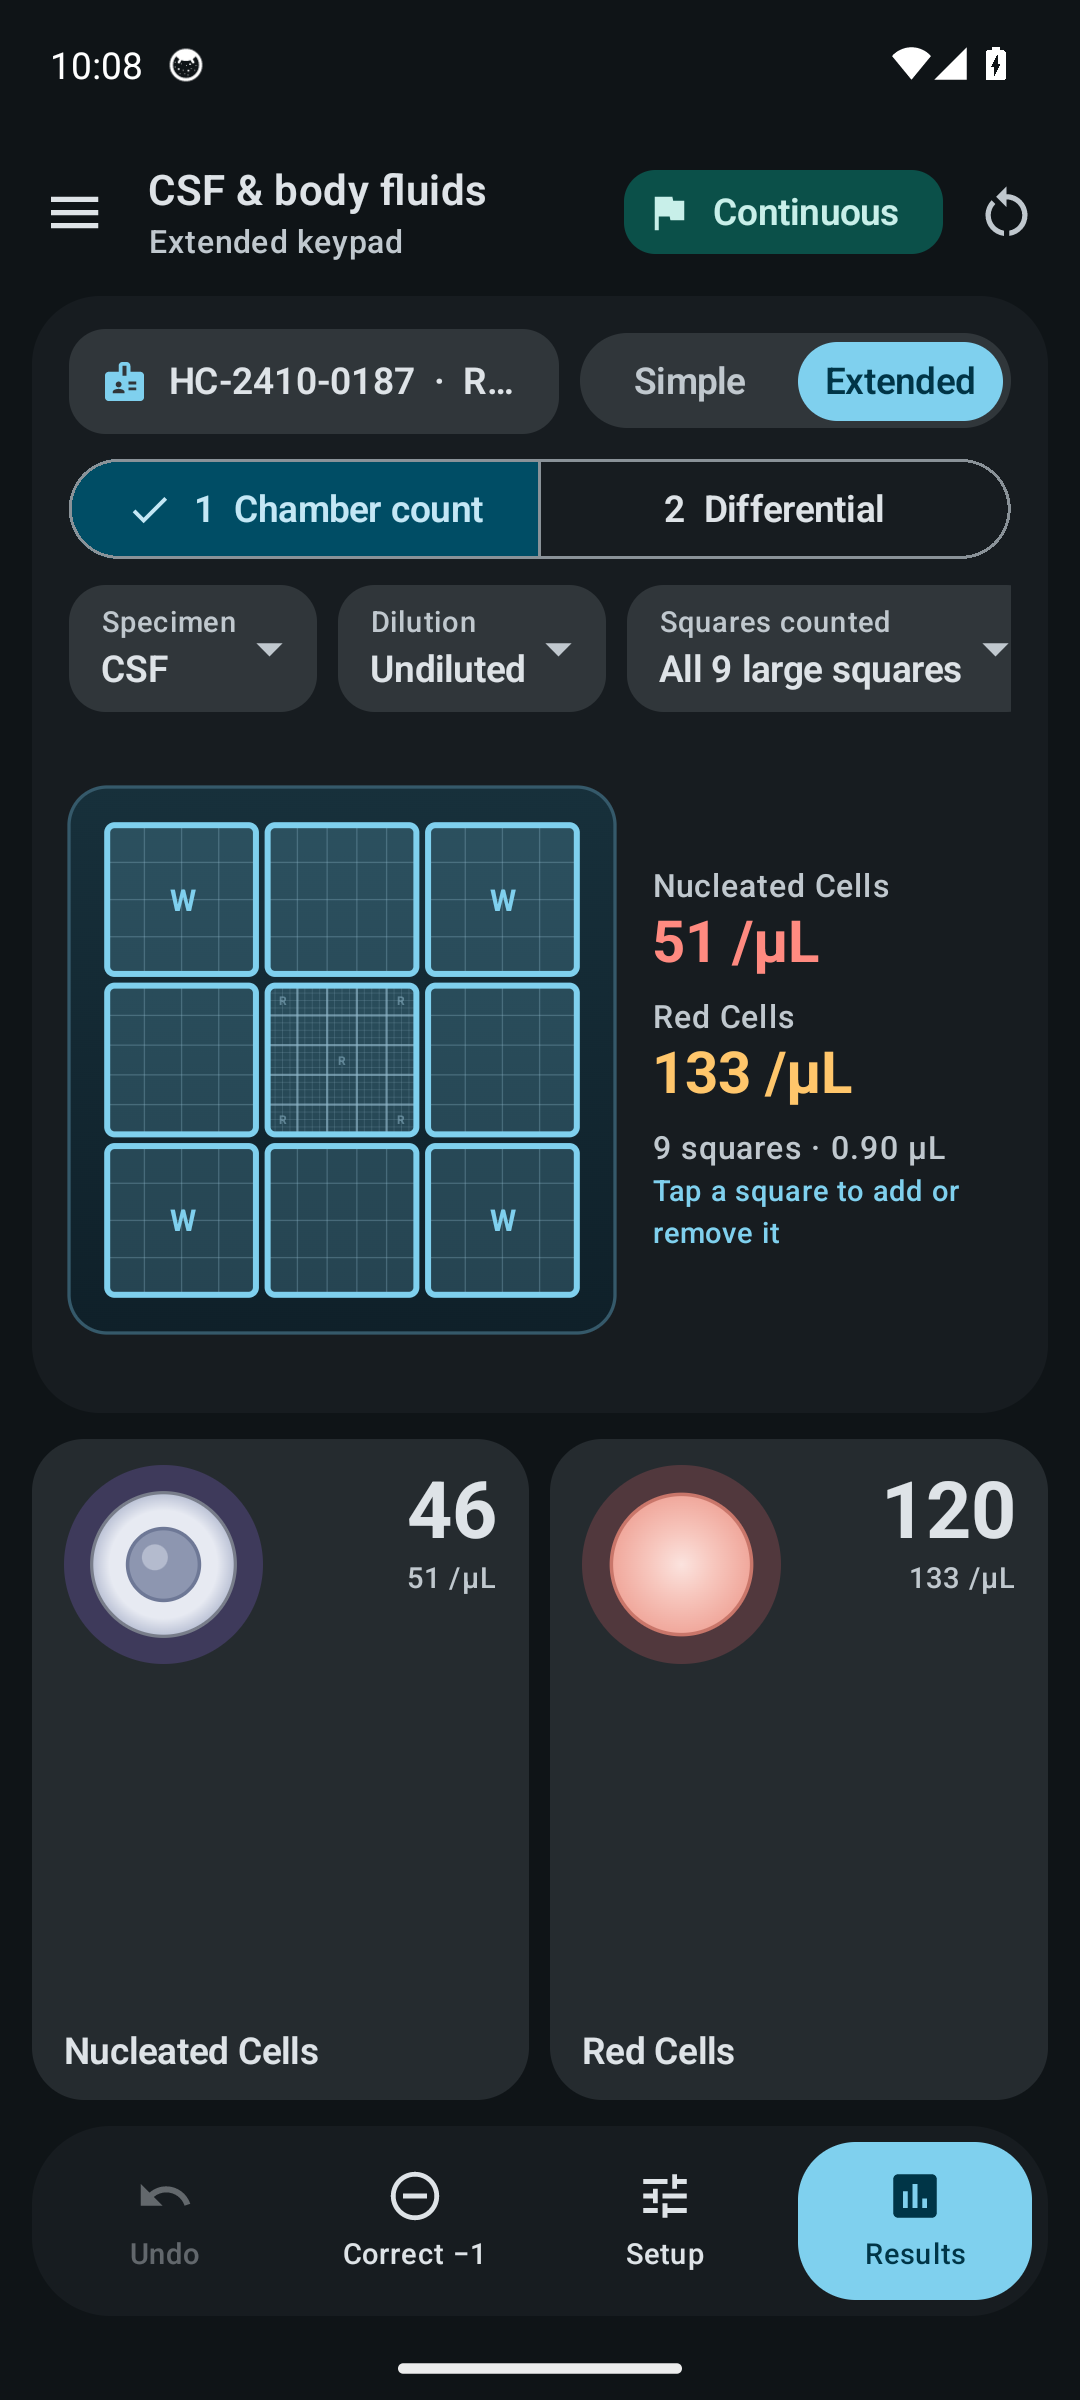 10:08
CSF & body fluids
Extended keypad
Continuous
HC-2410-0187 · R…
Simple
Extended
1 Chamber count
2 Differential
Specimen
CSF
Dilution
Undiluted
Squares counted
All 9 large squares
W
W
R
R
R
R
R
W
W
Nucleated Cells
51 /µL
Red Cells
133 /µL
9 squares · 0.90 µL
Tap a square to add or
remove it
46
51 /µL
Nucleated Cells
120
133 /µL
Red Cells
Undo
Correct −1
Setup
Results